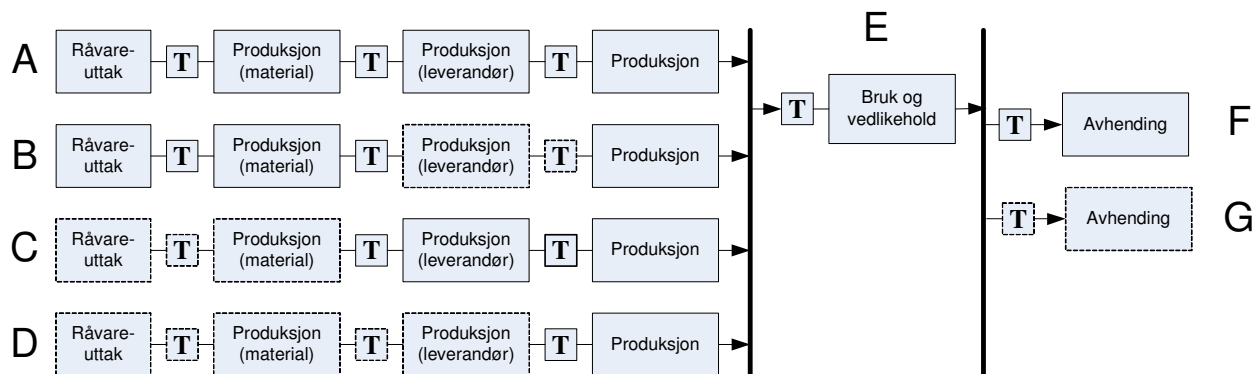 E
A
Råvare-
uttak
T
Produksjon
(material)
T
Produksjon
(leverandør)
T
Produksjon
T
Bruk og
vedlikehold
T
Avhending
F
B
Råvare-
uttak
T
Produksjon
(material)
T
Produksjon
(leverandør)
T
Produksjon
T
Avhending
G
C
Råvare-
uttak
T
Produksjon
(material)
T
Produksjon
(leverandør)
T
Produksjon
D
Råvare-
uttak
T
Produksjon
(material)
T
Produksjon
(leverandør)
T
Produksjon